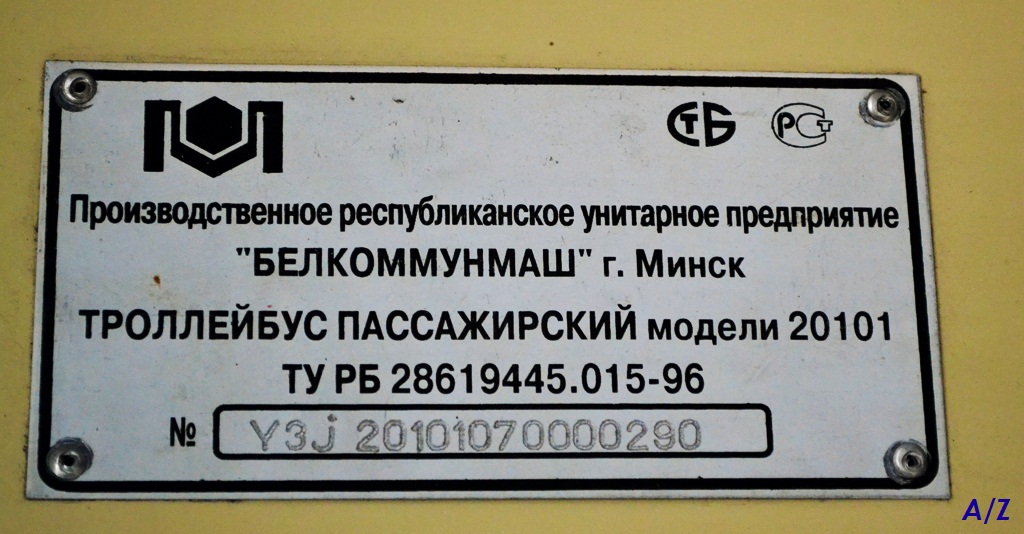 СТБ РСТ
Производственное республиканское унитарное предприятие
"БЕЛКОММУНМАШ" г. Минск
ТРОЛЛЕЙБУС ПАССАЖИРСКИЙ модели 20101
ТУ РБ 28619445.015-96
№ Y3J 20101070000290
A/Z